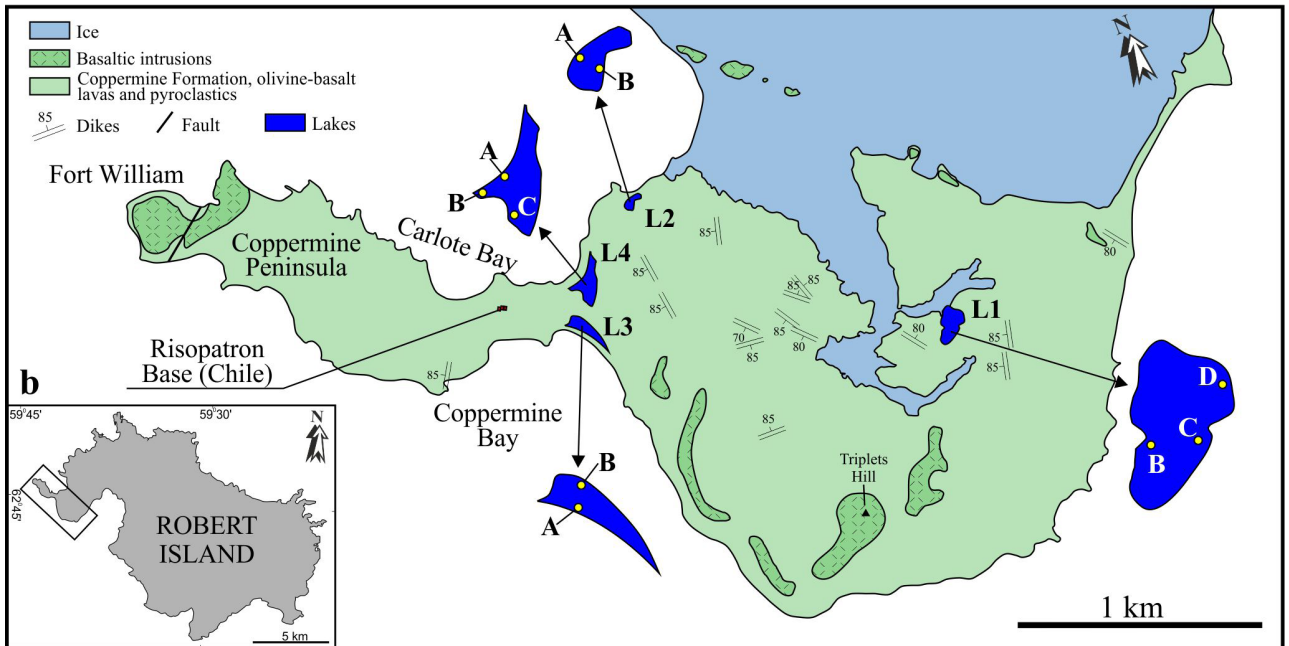 Ice
Basaltic intrusions
Coppermine Formation, olivine-basalt
lavas and pyroclastics
85
Dikes
Fault
Lakes
N
A
B
A
B
C
Fort William
Coppermine
Peninsula
Carlote Bay
L2
L4
L3
L1
85
85
85
85
85
70
85
85
80
80
85
85
80
85
85
Risopatron
Base (Chile)
Coppermine
Bay
B
A
D
C
B
Triplets
Hill
1 km
b
59°45'
59°30'
62°45'
N
ROBERT
ISLAND
5 km